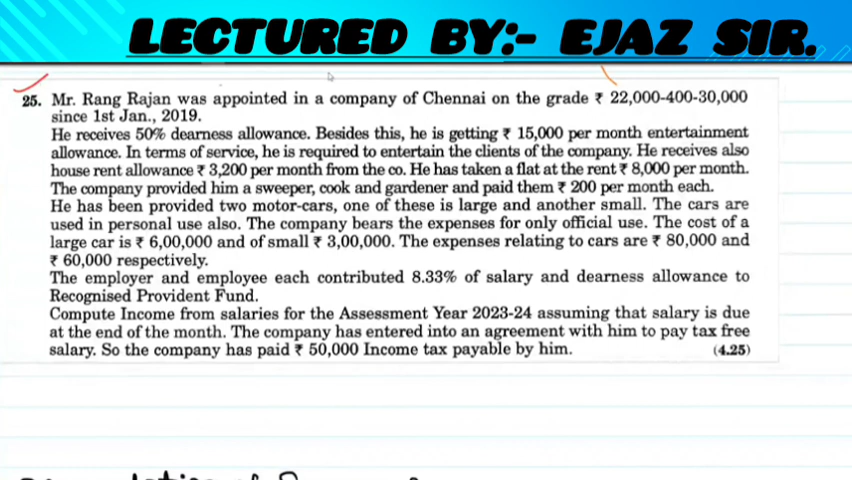 LECTURED BY:- EJAZ SIR.
25. Mr. Rang Rajan was appointed in a company of Chennai on the grade ₹ 22,000-400-30,000
since 1st Jan., 2019.
He receives 50% dearness allowance. Besides this, he is getting ₹ 15,000 per month entertainment
allowance. In terms of service, he is required to entertain the clients of the company. He receives also
house rent allowance ₹ 3,200 per month from the co. He has taken a flat at the rent ₹ 8,000 per month.
The company provided him a sweeper, cook and gardener and paid them ₹ 200 per month each.
He has been provided two motor-cars, one of these is large and another small. The cars are
used in personal use also. The company bears the expenses for only official use. The cost of a
large car is ₹ 6,00,000 and of small ₹ 3,00,000. The expenses relating to cars are ₹ 80,000 and
₹ 60,000 respectively.
The employer and employee each contributed 8.33% of salary and dearness allowance to
Recognised Provident Fund.
Compute Income from salaries for the Assessment Year 2023-24 assuming that salary is due
at the end of the month. The company has entered into an agreement with him to pay tax free
salary. So the company has paid ₹ 50,000 Income tax payable by him. (4.25)